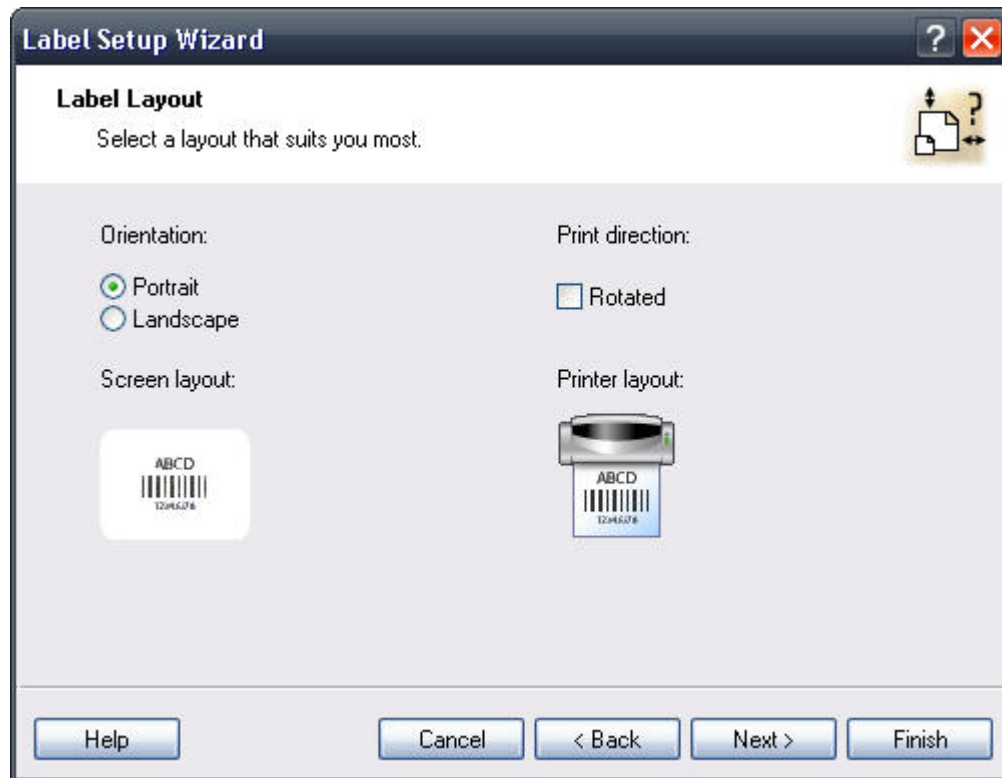 Label Setup Wizard
?
Label Layout
Select a layout that suits you most.
Orientation:
Portrait
Landscape
Print direction:
Rotated
Screen layout:
ABCD
Printer layout:
ABCD
Help
Cancel
< Back
Next >
Finish